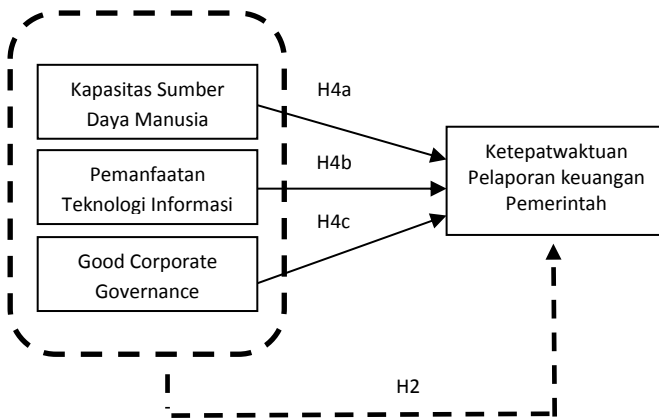 Kapasitas Sumber
Daya Manusia
H4a
Pemanfaatan
Teknologi Informasi
H4b
Good Corporate
Governance
H4c
Ketepatwaktuan
Pelaporan keuangan
Pemerintah
H2